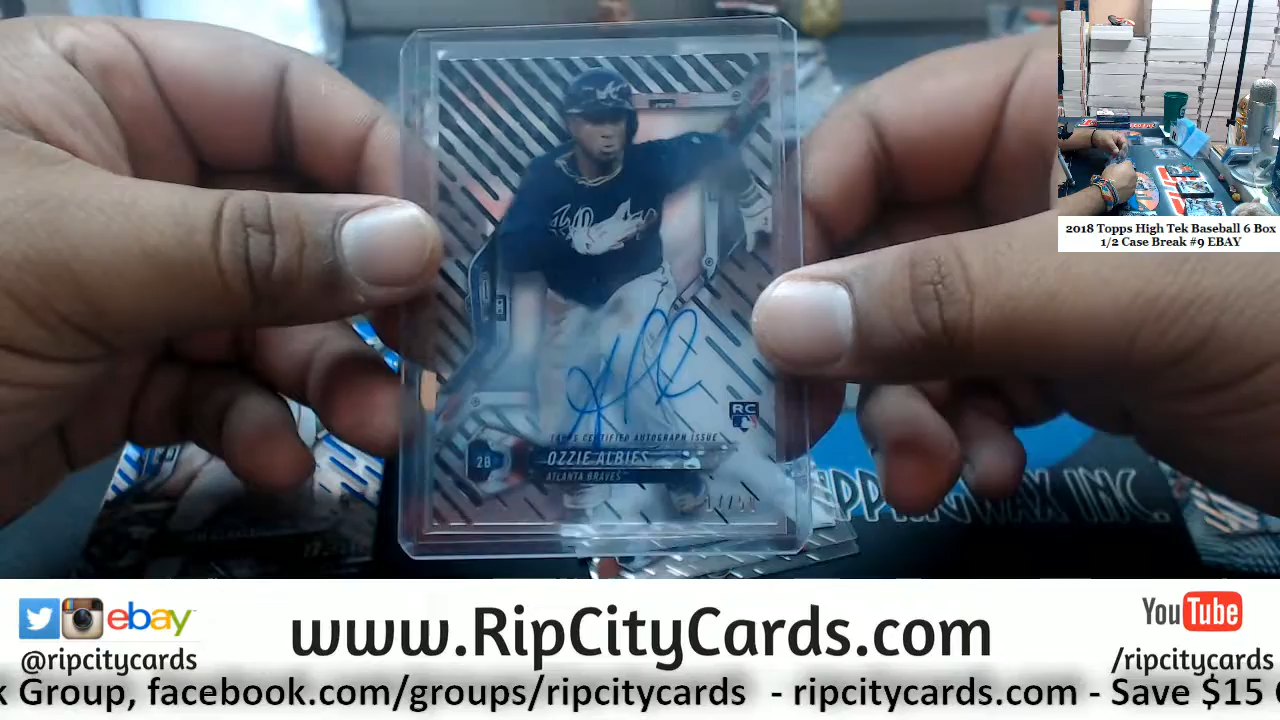 2018 Topps High Tek Baseball 6 Box
1/2 Case Break #9 EBAY
RC
TOPPS CERTIFIED AUTOGRAPH ISSUE
2B
OZZIE ALBIES
ATLANTA BRAVES
PPINGWAX INC.
ebay
www.RipCityCards.com
YouTube
@ripcitycards
/ripcitycards
k Group, facebook.com/groups/ripcitycards - ripcitycards.com - Save $15